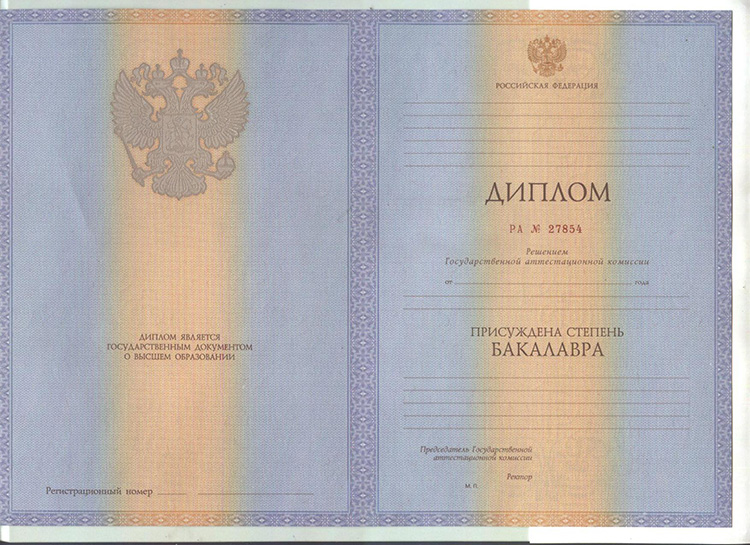 ДИПЛОМ ЯВЛЯЕТСЯ
ГОСУДАРСТВЕННЫМ ДОКУМЕНТОМ
О ВЫСШЕМ ОБРАЗОВАНИИ
Регистрационный номер
РОССИЙСКАЯ ФЕДЕРАЦИЯ
ДИПЛОМ
РА № 27854
Решением
Государственной аттестационной комиссии
от года
ПРИСУЖДЕНА СТЕПЕНЬ
БАКАЛАВРА
Председатель Государственной
аттестационной комиссии
Ректор
М. П.